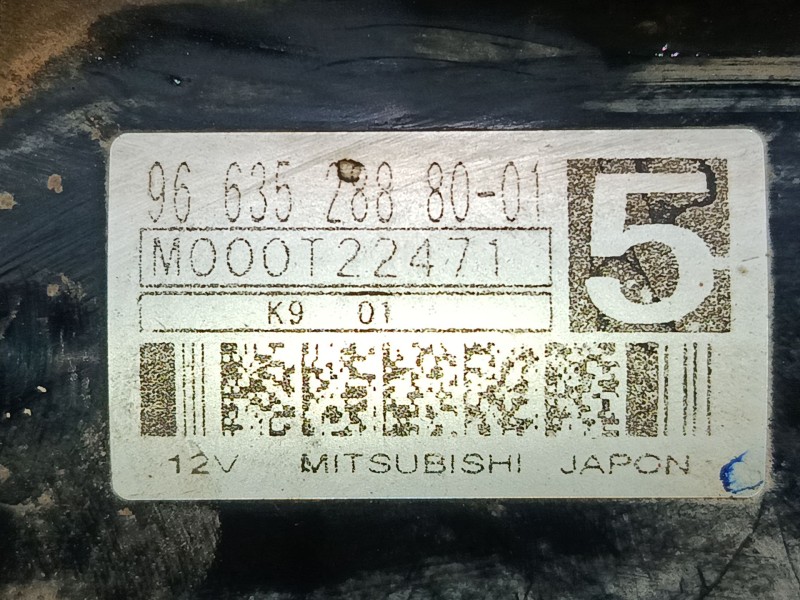 96 635 288 80-01
5
M000T22471
K9 01
12V MITSUBISHI JAPON